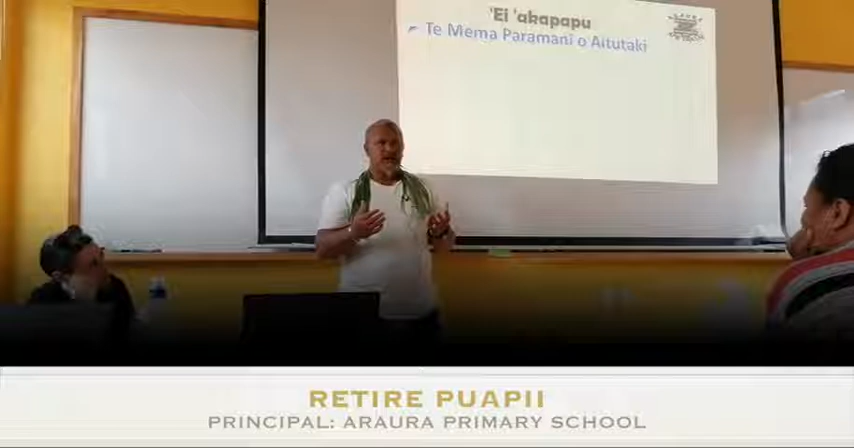 'Ei 'akapapu
Te Mema Paramani o Aitutaki
RETIRE PUAPII
PRINCIPAL: ARAURA PRIMARY SCHOOL